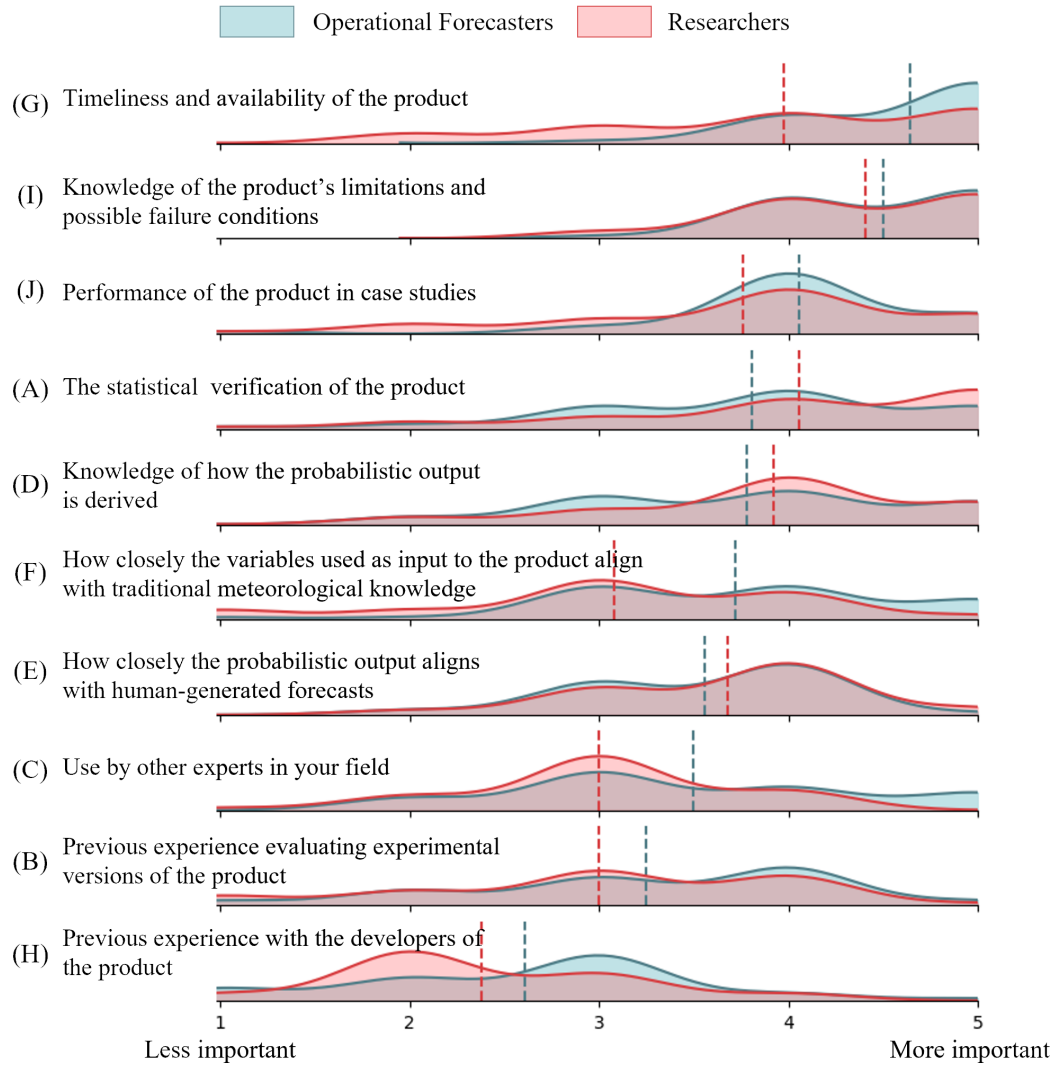 Operational Forecasters Researchers
(G) Timeliness and availability of the product
(I) Knowledge of the product’s limitations and
possible failure conditions
(J) Performance of the product in case studies
(A) The statistical  verification of the product
(D) Knowledge of how the probabilistic output
is derived
(F) How closely the variables used as input to the product align
with traditional meteorological knowledge
(E) How closely the probabilistic output aligns
with human-generated forecasts
(C) Use by other experts in your field
(B) Previous experience evaluating experimental
versions of the product
(H) Previous experience with the developers of
the product
1 2 3 4 5
Less important More important